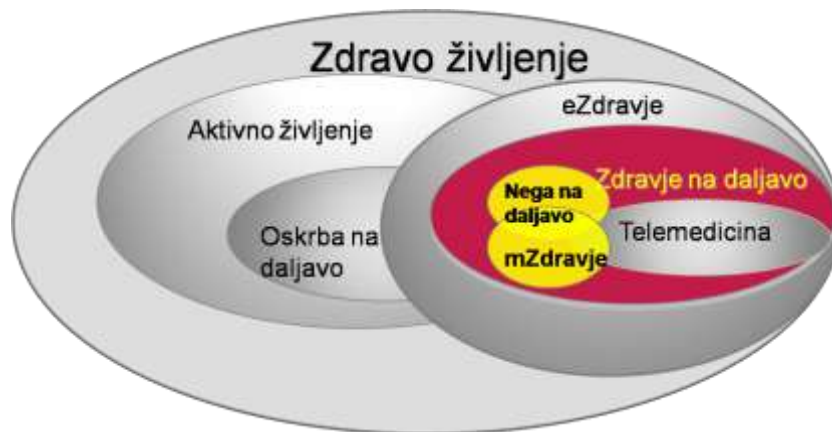 Zdravo življenje
eZdravje
Aktivno življenje
Zdravje na daljavo
Nega na
daljavo
Telemedicina
Oskrba na
daljavo
mZdravje